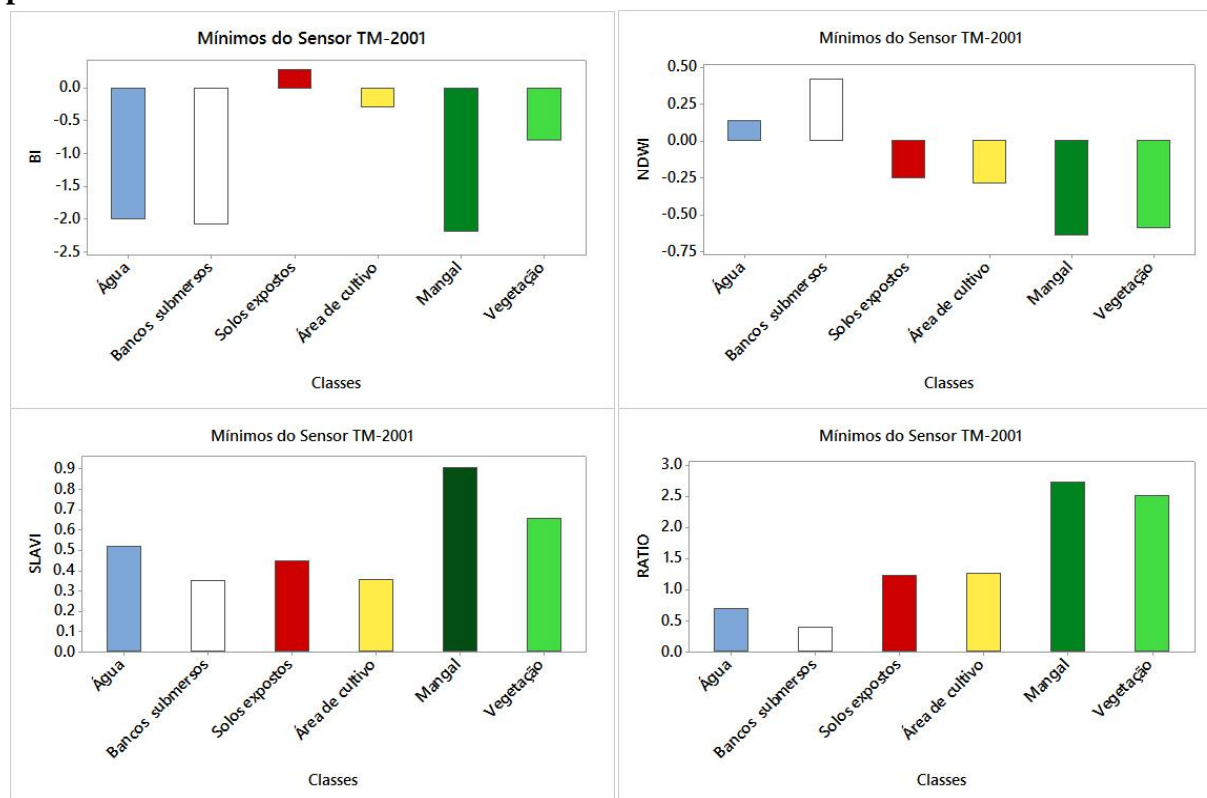 Mínimos do Sensor TM-2001
BI
0.0
-0.5
-1.0
-1.5
-2.0
-2.5
Água
Bancos submersos
Solos expostos
Área de cultivo
Mangal
Vegetação
Classes
Mínimos do Sensor TM-2001
NDWI
0.50
0.25
0.00
-0.25
-0.50
-0.75
Água
Bancos submersos
Solos expostos
Área de cultivo
Mangal
Vegetação
Classes
Mínimos do Sensor TM-2001
SLAVI
0.9
0.8
0.7
0.6
0.5
0.4
0.3
0.2
0.1
0.0
Água
Bancos submersos
Solos expostos
Área de cultivo
Mangal
Vegetação
Classes
Mínimos do Sensor TM-2001
RATIO
3.0
2.5
2.0
1.5
1.0
0.5
0.0
Água
Bancos submersos
Solos expostos
Área de cultivo
Mangal
Vegetação
Classes